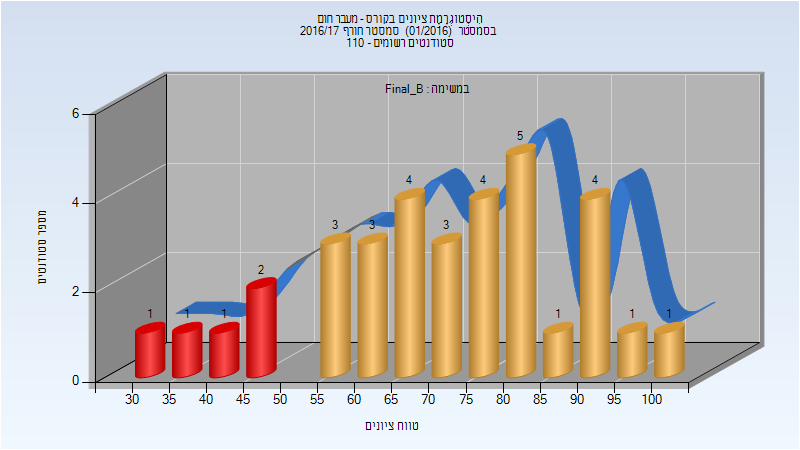 היסטוגרמת ציונים בקורס - מעבר חום
בסמסטר (01/2016) סמסטר חורף 2016/17
סטודנטים רשומים - 110
במשימה : Final_B
מספר סטודנטים
6
4
2
0
1
1
1
2
3
3
4
3
4
5
1
4
1
1
30 35 40 45 50 55 60 65 70 75 80 85 90 95 100
טווח ציונים